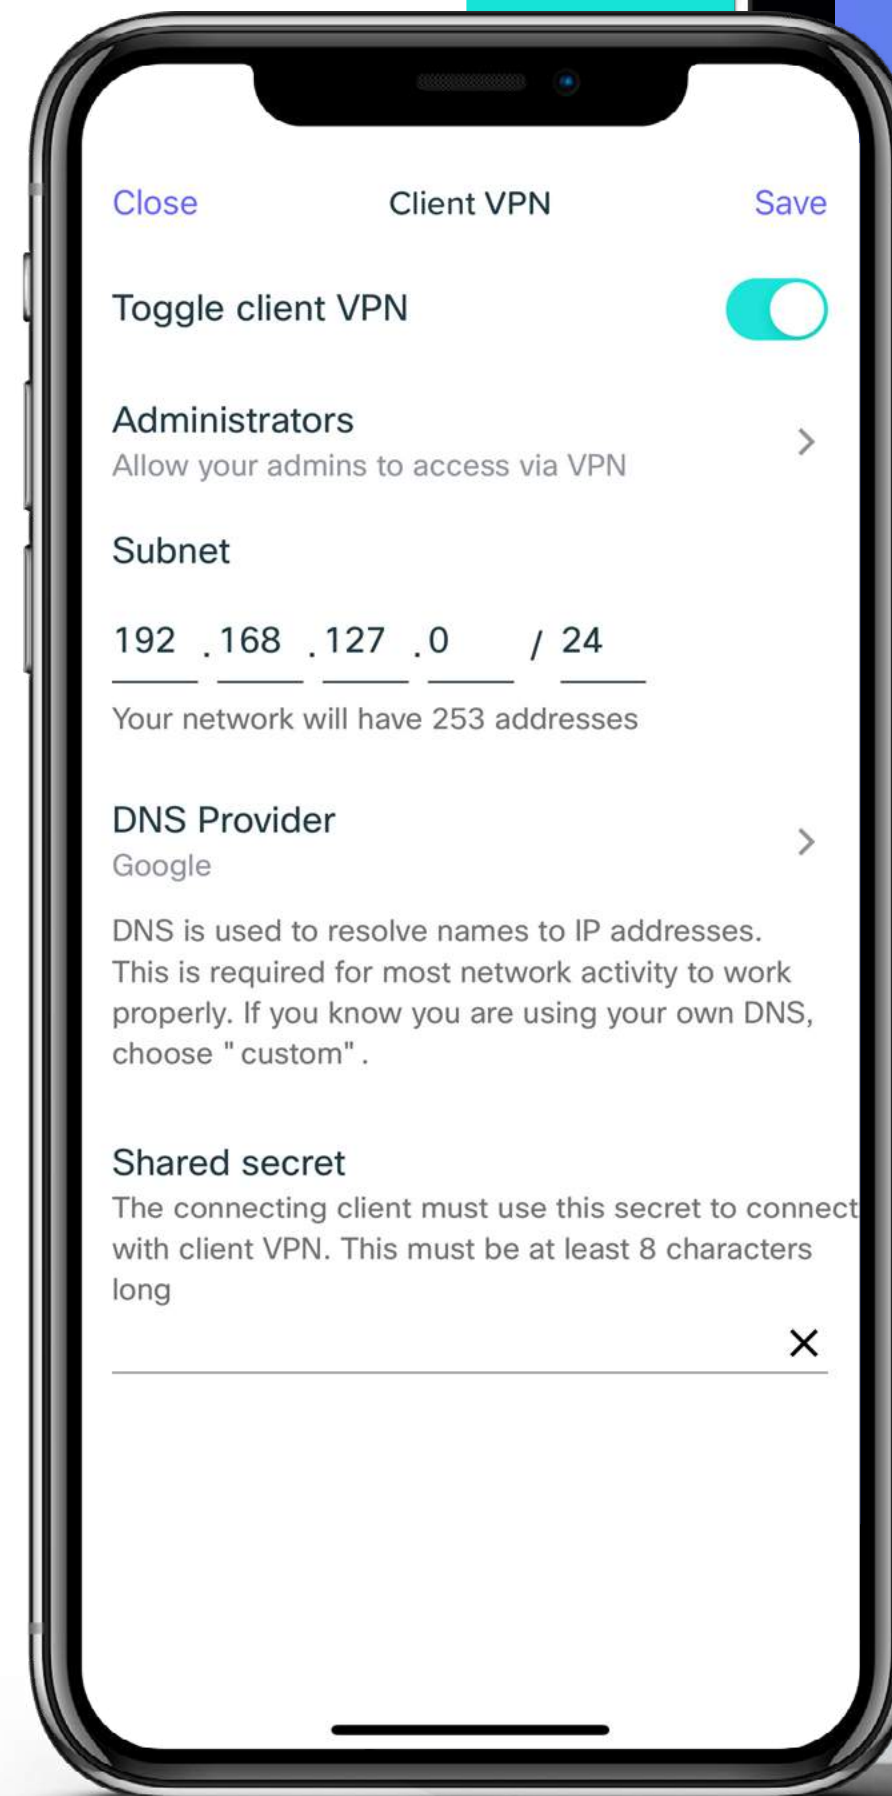 Close Client VPN Save
Toggle client VPN
Administrators
Allow your admins to access via VPN
Subnet
192 . 168 . 127 . 0 / 24
Your network will have 253 addresses
DNS Provider
Google
DNS is used to resolve names to IP addresses.
This is required for most network activity to work
properly. If you know you are using your own DNS,
choose "custom".
Shared secret
The connecting client must use this secret to connect
with client VPN. This must be at least 8 characters
long